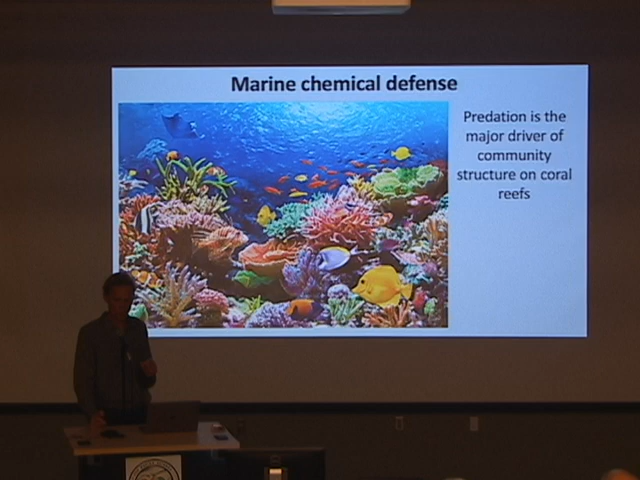 Marine chemical defense
Predation is the
major driver of
community
structure on coral
reefs